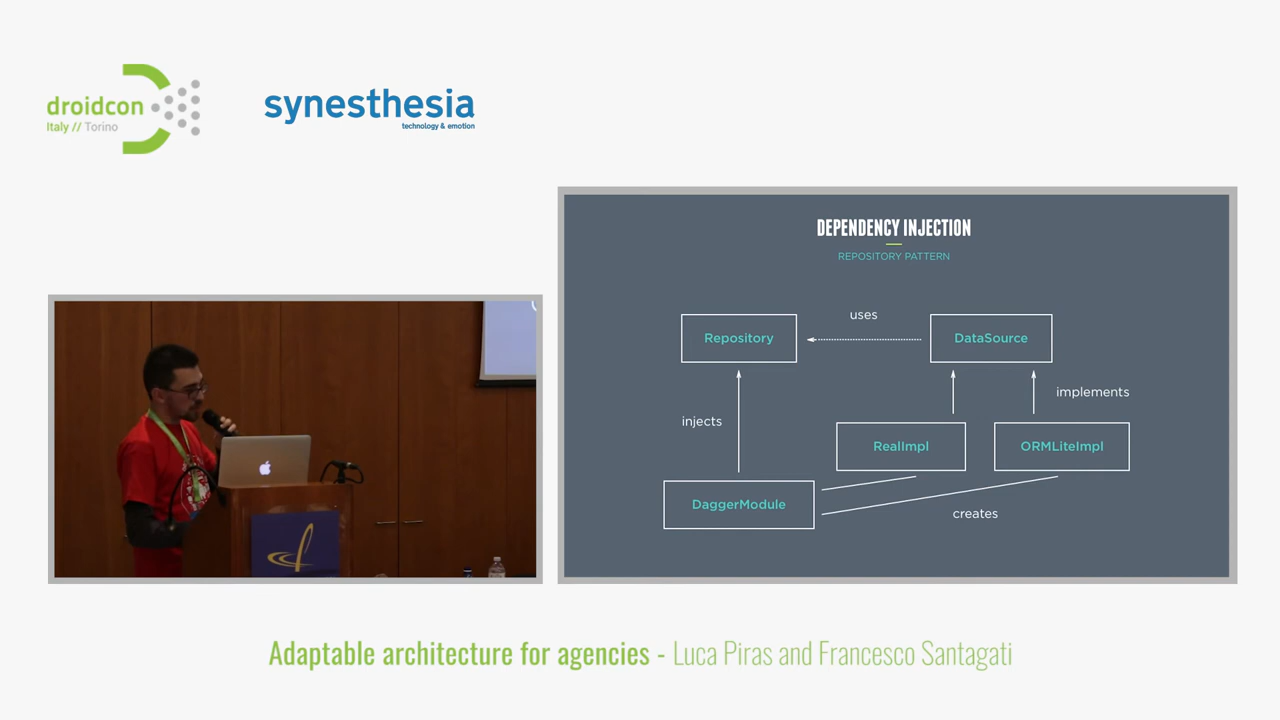 droidcon
Italy // Torino
synesthesia
technology & emotion
DEPENDENCY INJECTION
REPOSITORY PATTERN
uses
Repository
DataSource
implements
injects
RealImpl
ORMLiteImpl
DaggerModule
creates
Adaptable architecture for agencies - Luca Piras and Francesco Santagati